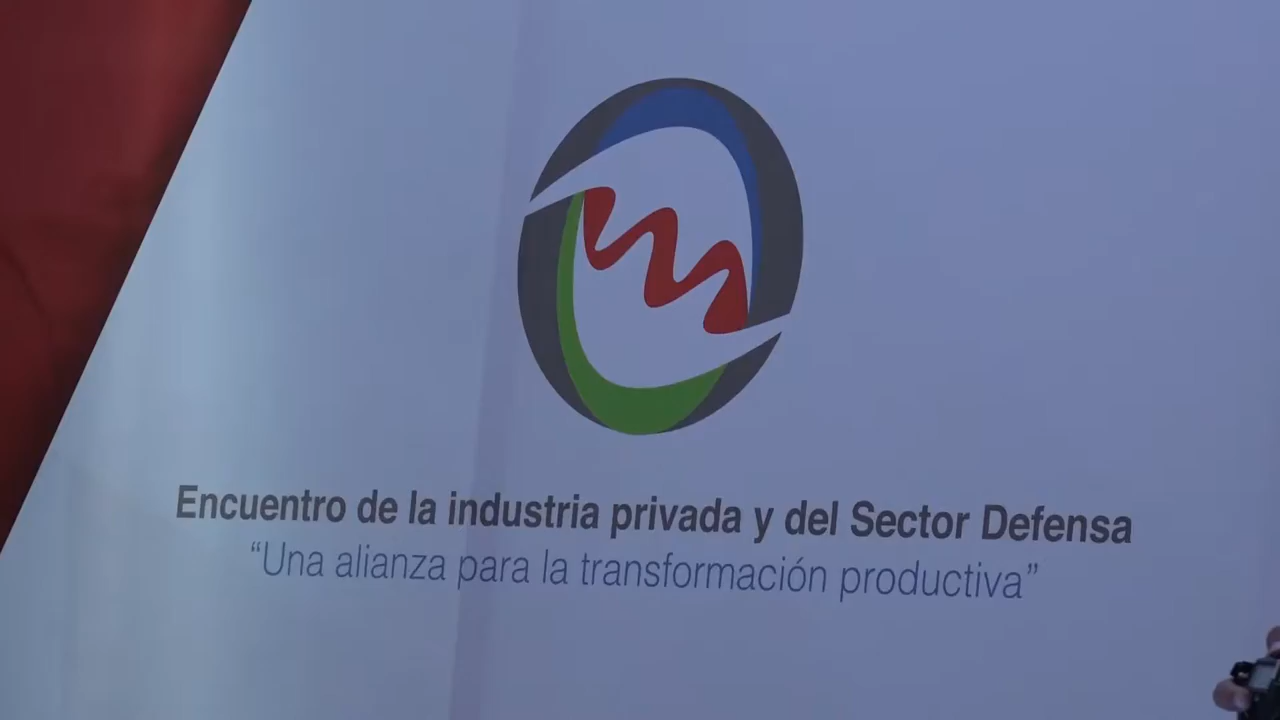 Encuentro de la industria privada y del Sector Defensa
“Una alianza para la transformación productiva”